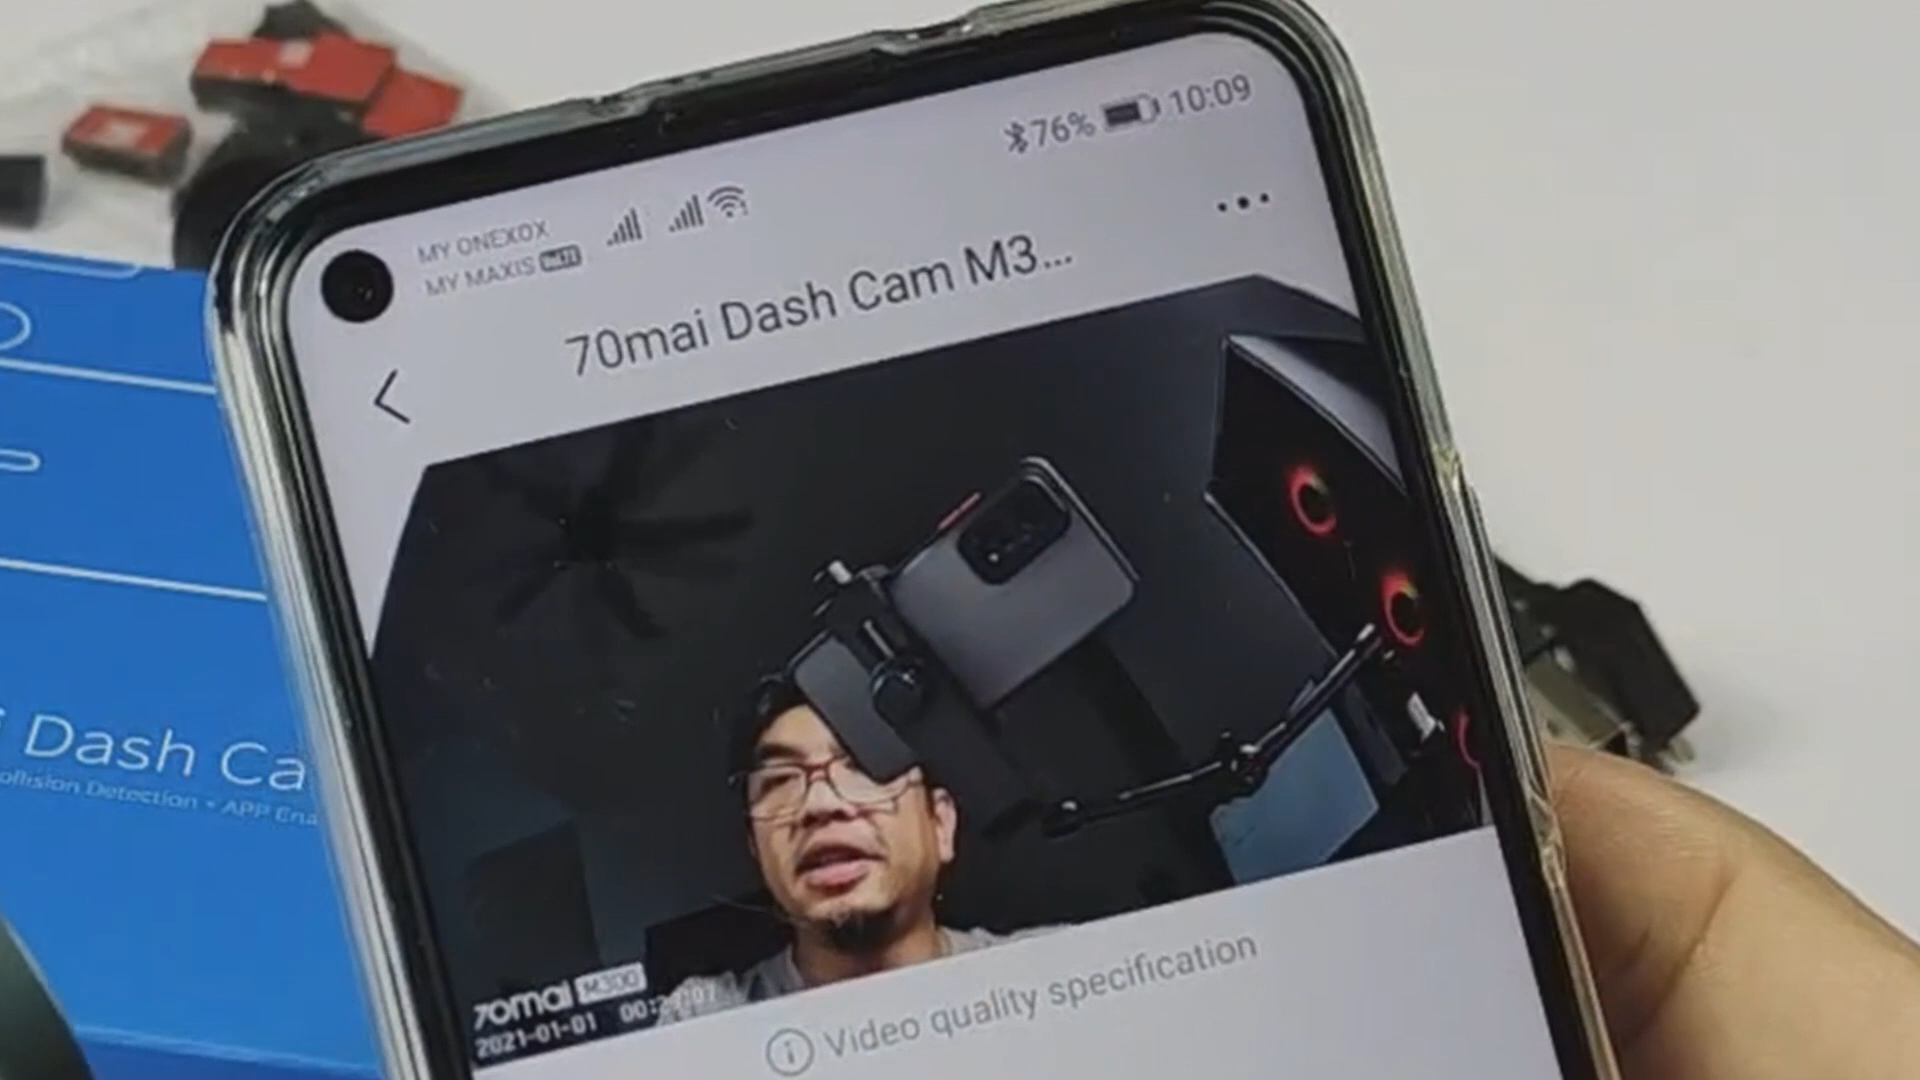 76% 10:09
MY ONEXOX
MY MAXIS VoLTE
70mai Dash Cam M3...
Dash Ca
ollision Detection • APP Ena
70mai M300
2021-01-01
Video quality specification